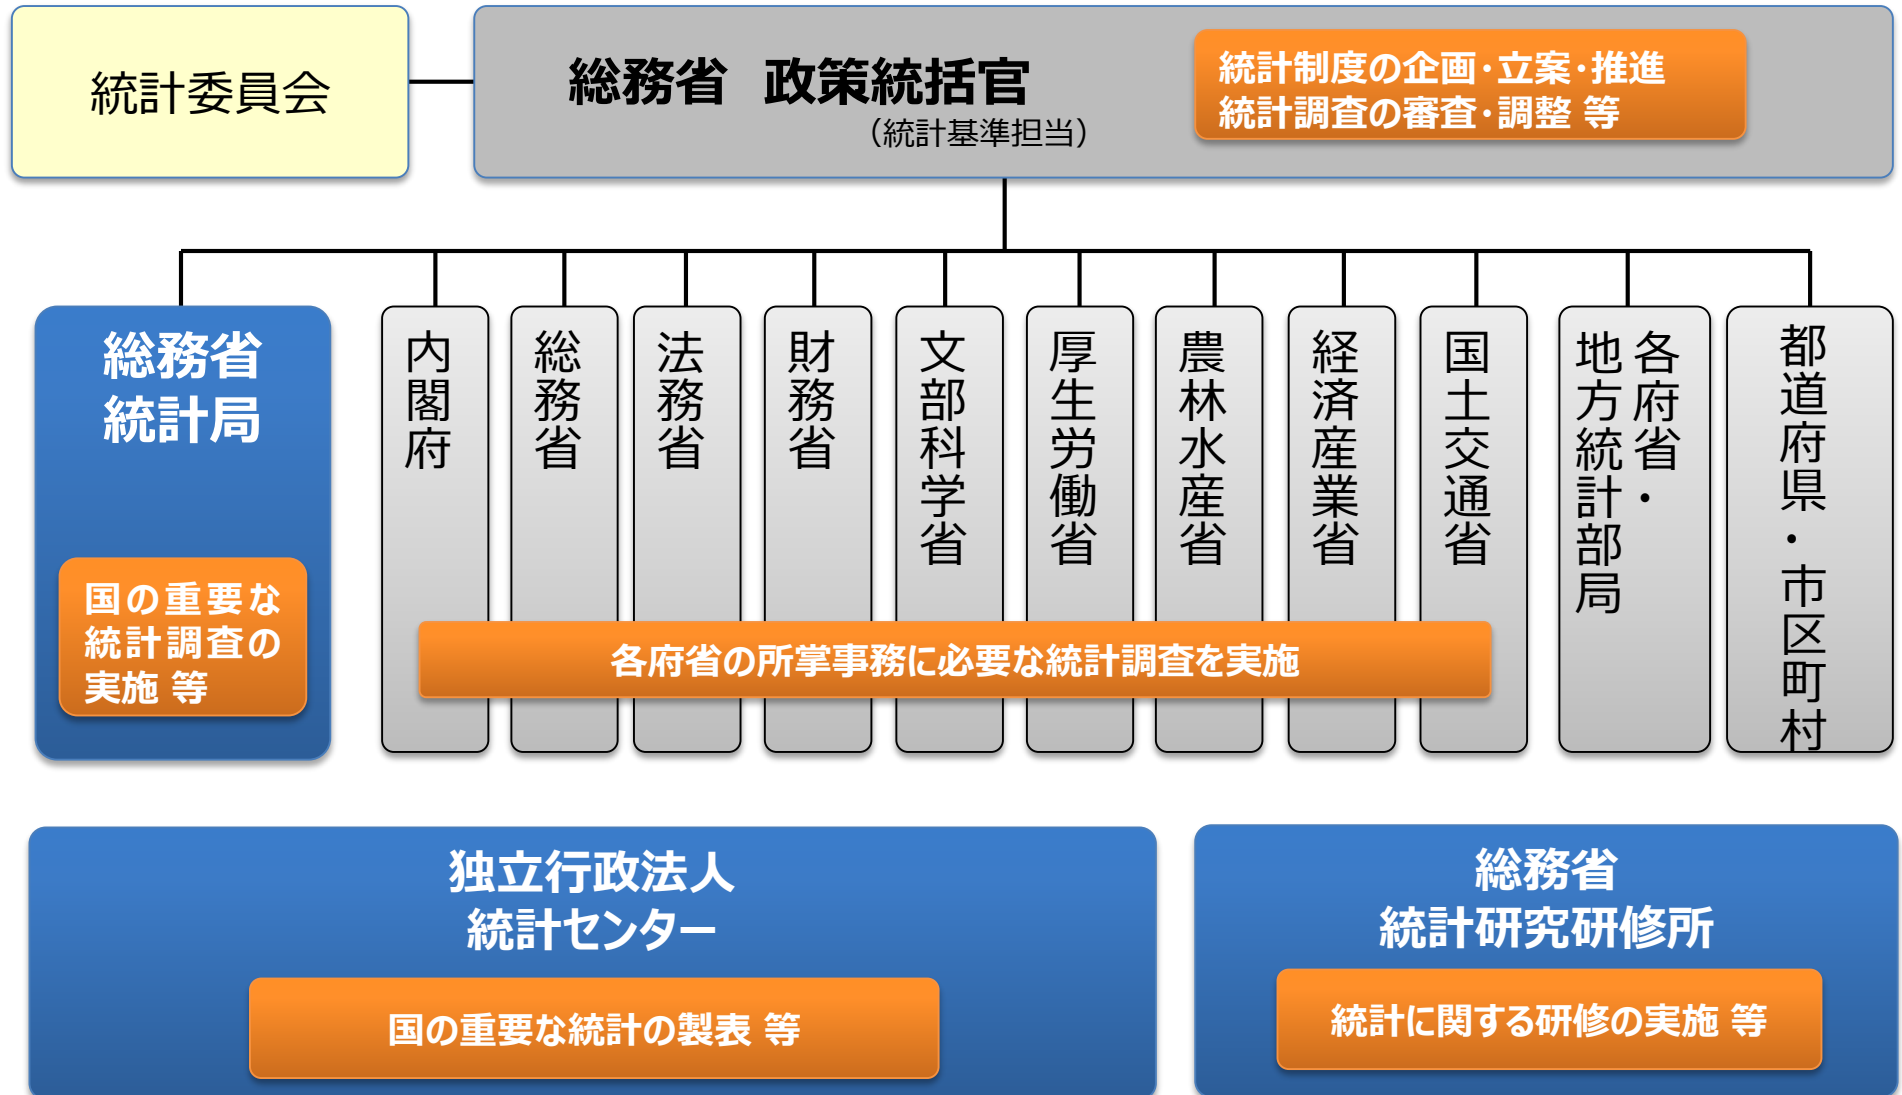 統計委員会
総務省 政策統括官
（統計基準担当）
統計制度の企画・立案・推進
統計調査の審査・調整 等
総務省
統計局
国の重要な
統計調査の
実施 等
内閣府
総務省
法務省
財務省
文部科学省
厚生労働省
農林水産省
経済産業省
国土交通省
各府省・
地方統計部局
都道府県・市区町村
各府省の所掌事務に必要な統計調査を実施
独立行政法人
統計センター
国の重要な統計の製表 等
総務省
統計研究研修所
統計に関する研修の実施 等